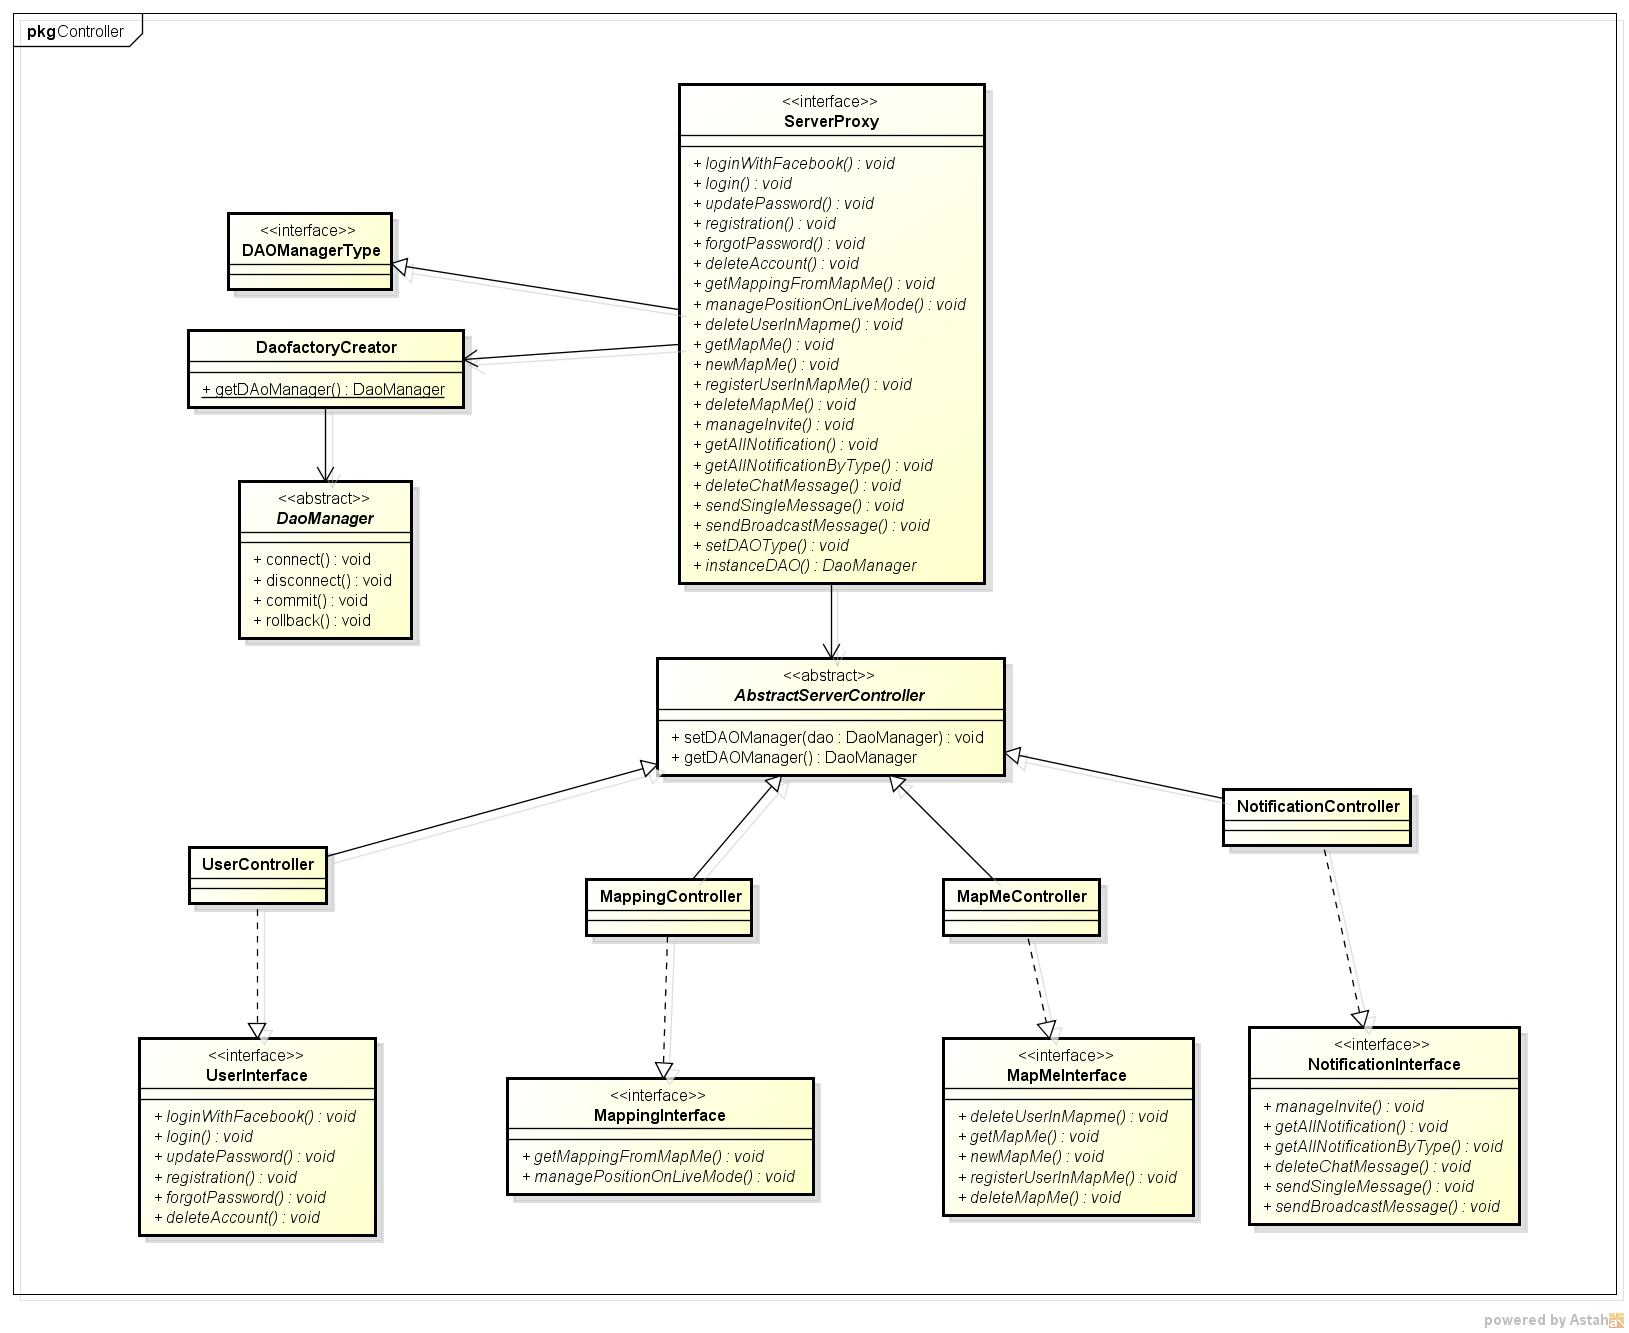 pkg Controller
<<interface>>
ServerProxy
+ loginWithFacebook() : void
+ login() : void
+ updatePassword() : void
+ registration() : void
+ forgotPassword() : void
+ deleteAccount() : void
+ getMappingFromMapMe() : void
+ managePositionOnLiveMode() : void
+ deleteUserInMapme() : void
+ getMapMe() : void
+ newMapMe() : void
+ registerUserInMapMe() : void
+ deleteMapMe() : void
+ manageInvite() : void
+ getAllNotification() : void
+ getAllNotificationByType() : void
+ deleteChatMessage() : void
+ sendSingleMessage() : void
+ sendBroadcastMessage() : void
+ setDAOType() : void
+ instanceDAO() : DaoManager
<<interface>>
DAOManagerType
DaofactoryCreator
+ getDAoManager() : DaoManager
<<abstract>>
DaoManager
+ connect() : void
+ disconnect() : void
+ commit() : void
+ rollback() : void
<<abstract>>
AbstractServerController
+ setDAOManager(dao : DaoManager) : void
+ getDAOManager() : DaoManager
UserController
MappingController
MapMeController
NotificationController
<<interface>>
UserInterface
+ loginWithFacebook() : void
+ login() : void
+ updatePassword() : void
+ registration() : void
+ forgotPassword() : void
+ deleteAccount() : void
<<interface>>
MappingInterface
+ getMappingFromMapMe() : void
+ managePositionOnLiveMode() : void
<<interface>>
MapMeInterface
+ deleteUserInMapme() : void
+ getMapMe() : void
+ newMapMe() : void
+ registerUserInMapMe() : void
+ deleteMapMe() : void
<<interface>>
NotificationInterface
+ manageInvite() : void
+ getAllNotification() : void
+ getAllNotificationByType() : void
+ deleteChatMessage() : void
+ sendSingleMessage() : void
+ sendBroadcastMessage() : void
powered by Astah